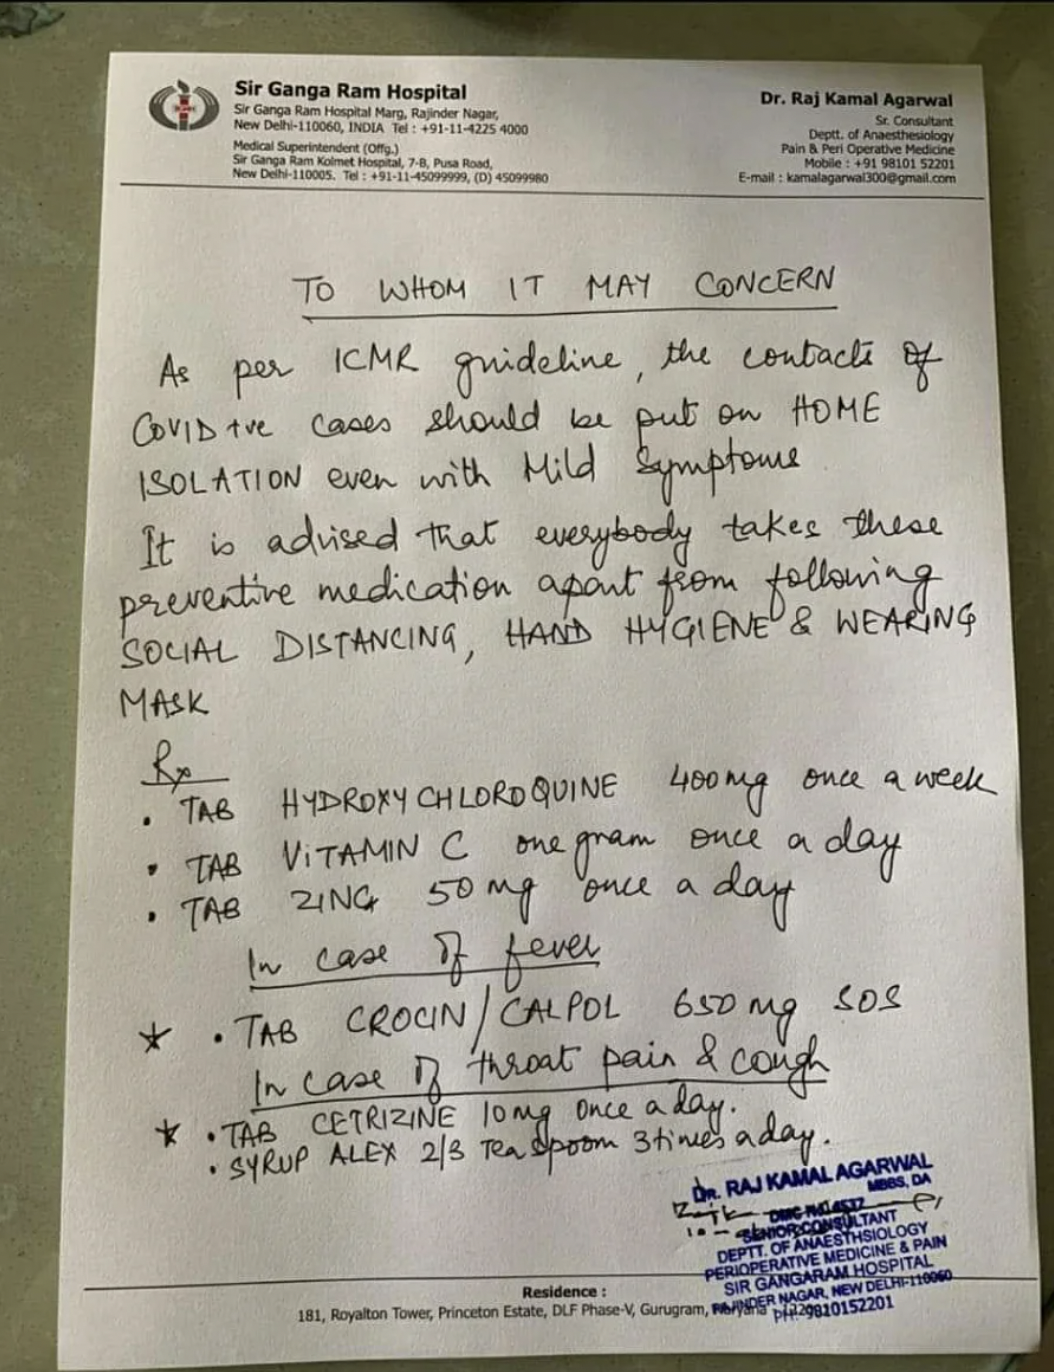 Sir Ganga Ram Hospital
Sir Ganga Ram Hospital Marg, Rajinder Nagar,
New Delhi-110060, INDIA Tel : +91-11-4225 4000
Medical Superintendent (Offg.)
Sir Ganga Ram Kolmet Hospital, 7-B, Pusa Road,
New Delhi-110005. Tel : +91-11-45099999, (D) 45099980
Dr. Raj Kamal Agarwal
Sr. Consultant
Deptt. of Anaesthesiology
Pain & Peri Operative Medicine
Mobile : +91 98101 52201
E-mail : kamalagarwal300@gmail.com
TO WHOM IT MAY CONCERN
As per ICMR guideline, the contacts of
COVID +ve cases should be put on HOME
ISOLATION even with Mild Symptoms
It is advised that everybody takes these
preventive medication apart from following
SOCIAL DISTANCING, HAND HYGIENE & WEARING
MASK
Rx
• TAB HYDROXYCHLOROQUINE 400mg once a week
• TAB VITAMIN C one gram once a day
• TAB ZINC 50 mg once a day
In case of fever
★ • TAB CROCIN/CALPOL 650 mg SOS
In case of throat pain & cough
★ • TAB CETRIZINE 10mg once a day.
• SYRUP ALEX 2/3 Tea Spoom 3 times a day.
DR. RAJ KAMAL AGARWAL
MBBS, DA
SENIOR CONSULTANT
DEPTT. OF ANAESTHSIOLOGY
PERIOPERATIVE MEDICINE & PAIN
SIR GANGARAM HOSPITAL
RAJINDER NAGAR, NEW DELHI-110060
PH: 9810152201
Residence :
181, Royalton Tower, Princeton Estate, DLF Phase-V, Gurugram, Haryana